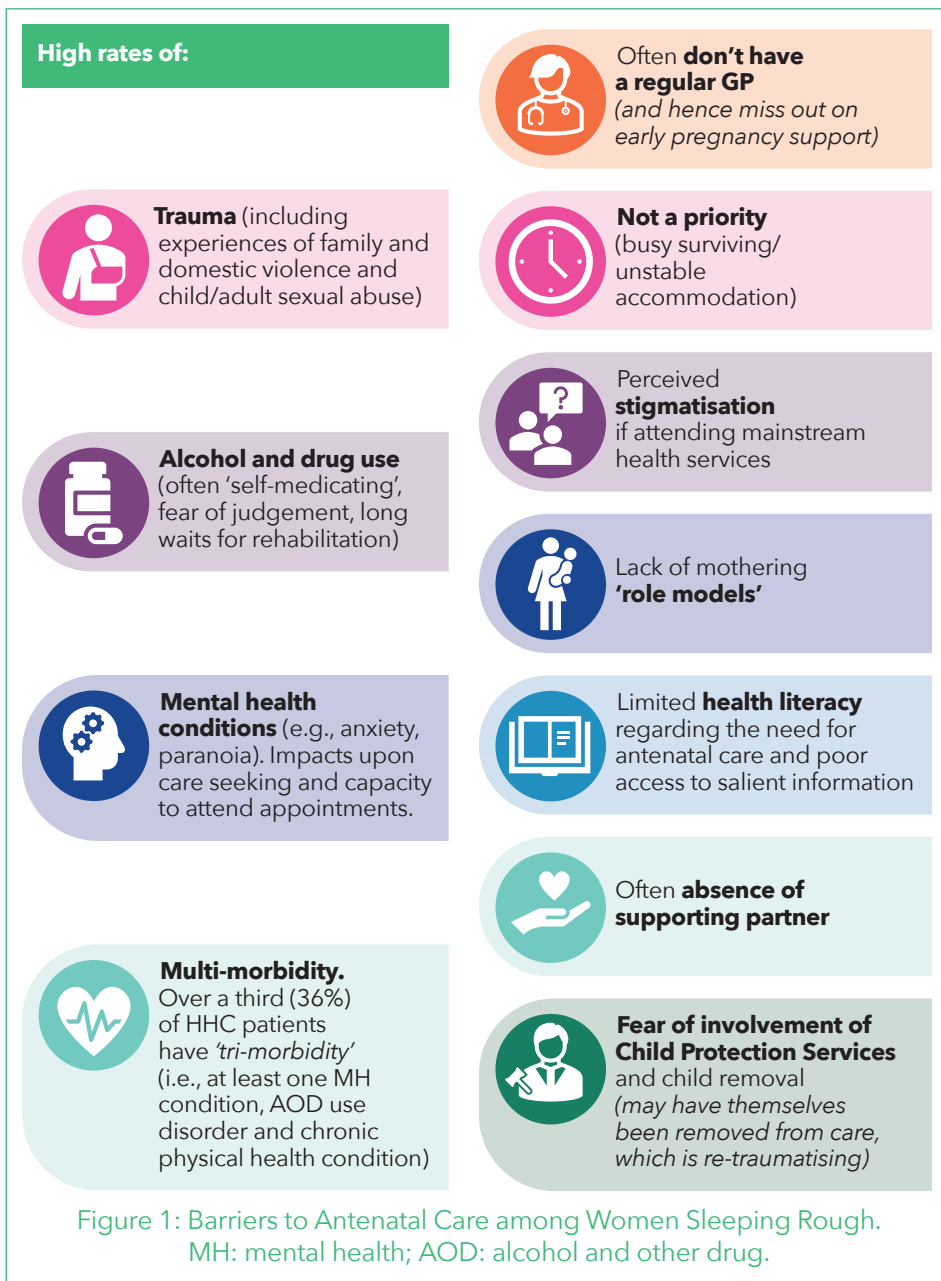 High rates of:
Trauma (including
experiences of family and
domestic violence and
child/adult sexual abuse)
Alcohol and drug use
(often ‘self-medicating’,
fear of judgement, long
waits for rehabilitation)
Mental health
conditions (e.g., anxiety,
paranoia). Impacts upon
care seeking and capacity
to attend appointments.
Multi-morbidity.
Over a third (36%)
of HHC patients
have ‘tri-morbidity’
(i.e., at least one MH
condition, AOD use
disorder and chronic
physical health condition)
Often don’t have
a regular GP
(and hence miss out on
early pregnancy support)
Not a priority
(busy surviving/
unstable
accommodation)
?
Perceived
stigmatisation
if attending mainstream
health services
Lack of mothering
‘role models’
Limited health literacy
regarding the need for
antenatal care and poor
access to salient information
Often absence of
supporting partner
Fear of involvement of
Child Protection Services
and child removal
(may have themselves
been removed from care,
which is re-traumatising)
Figure 1: Barriers to Antenatal Care among Women Sleeping Rough.
MH: mental health; AOD: alcohol and other drug.